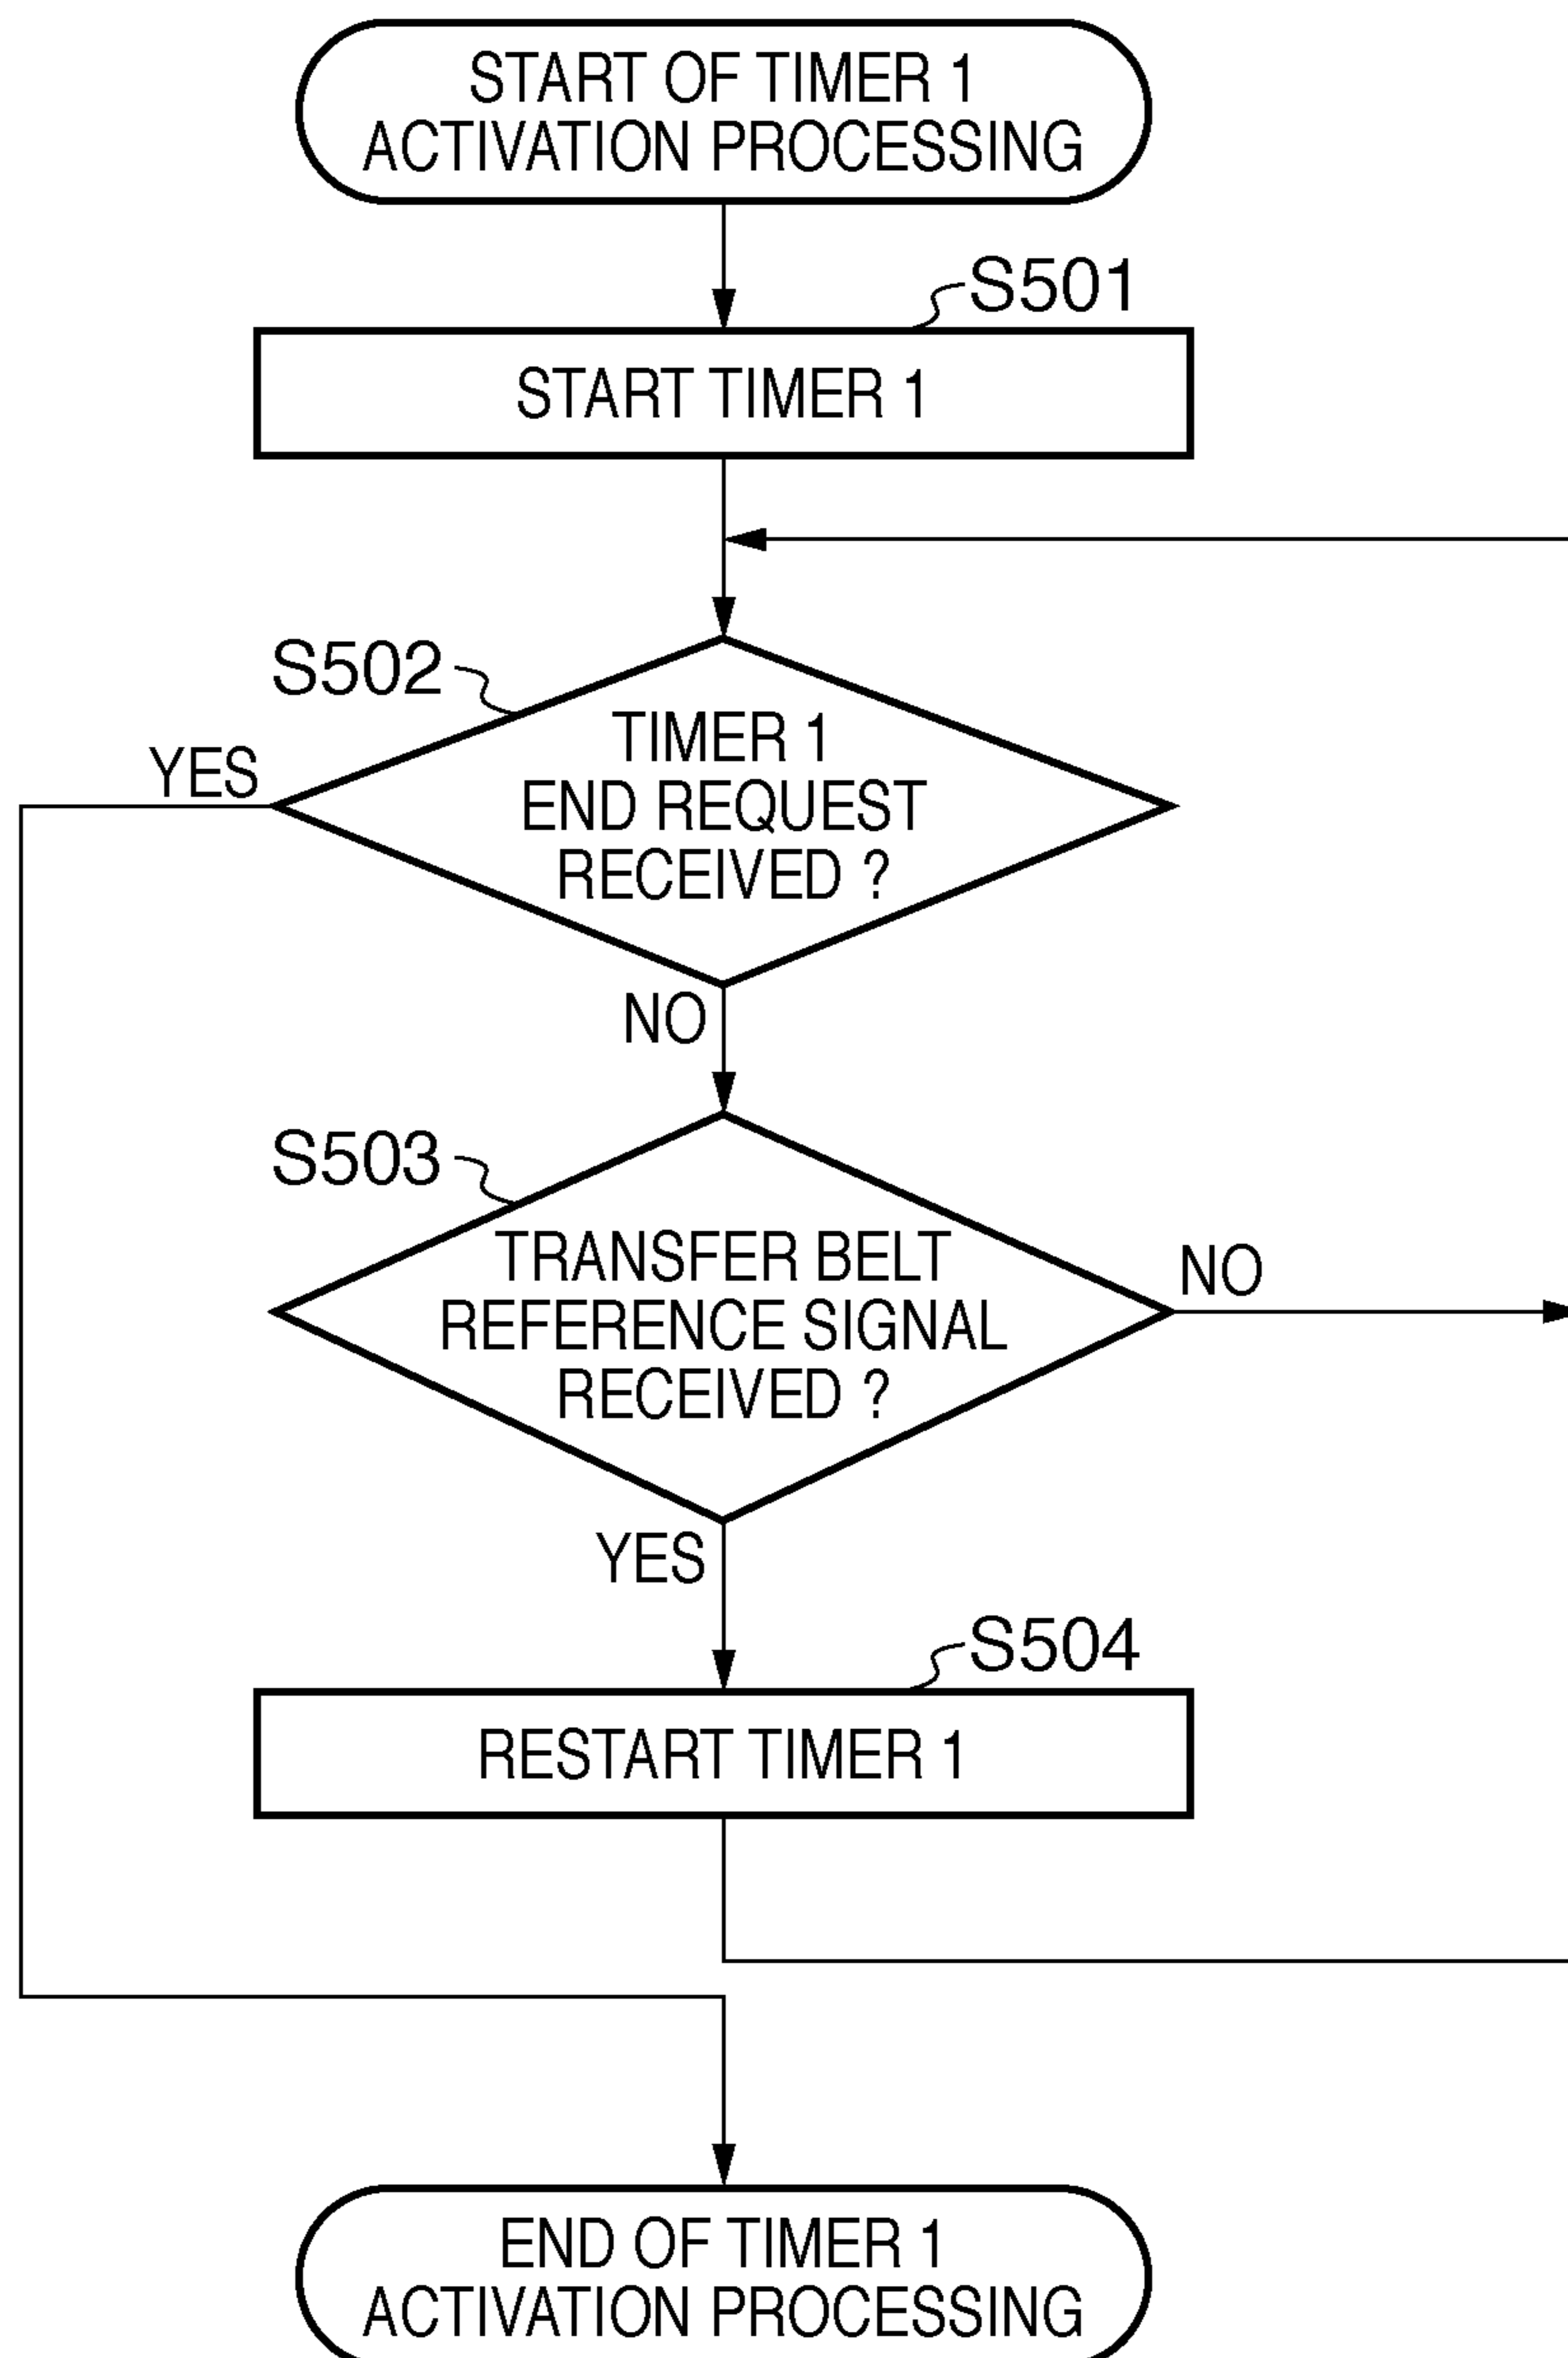 START OF TIMER 1
ACTIVATION PROCESSING
S501
START TIMER 1
S502
YES
TIMER 1
END REQUEST
RECEIVED ?
NO
S503
TRANSFER BELT
REFERENCE SIGNAL
RECEIVED ?
NO
YES
S504
RESTART TIMER 1
END OF TIMER 1
ACTIVATION PROCESSING